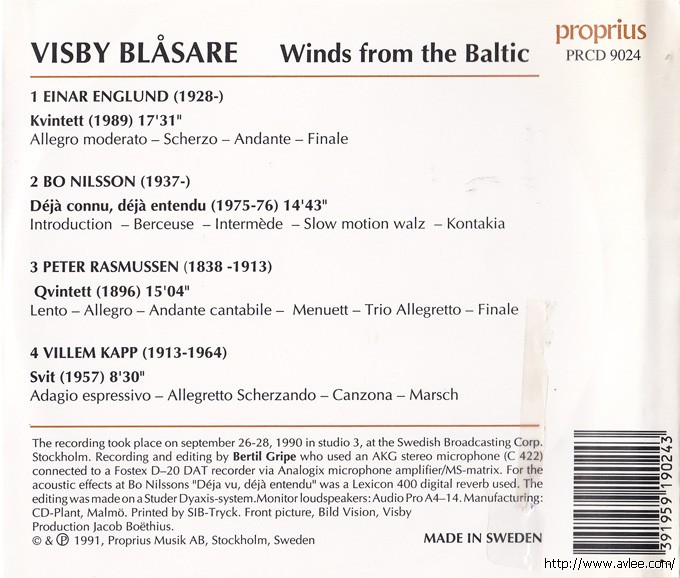 proprius
VISBY BLÅSARE Winds from the Baltic
PRCD 9024
1 EINAR ENGLUND (1928-)
Kvintett (1989) 17'31"
Allegro moderato – Scherzo – Andante – Finale
2 BO NILSSON (1937-)
Déjà connu, déjà entendu (1975-76) 14'43"
Introduction – Berceuse – Intermède – Slow motion walz – Kontakia
3 PETER RASMUSSEN (1838 -1913)
Qvintett (1896) 15'04"
Lento – Allegro – Andante cantabile – Menuett – Trio Allegretto – Finale
4 VILLEM KAPP (1913-1964)
Svit (1957) 8'30"
Adagio espressivo – Allegretto Scherzando – Canzona – Marsch
The recording took place on september 26-28, 1990 in studio 3, at the Swedish Broadcasting Corp.
Stockholm. Recording and editing by Bertil Gripe who used an AKG stereo microphone (C 422)
connected to a Fostex D–20 DAT recorder via Analogix microphone amplifier/MS-matrix. For the
acoustic effects at Bo Nilssons "Déja vu, déjà entendu" was a Lexicon 400 digital reverb used. The
editing was made on a Studer Dyaxis-system.Monitor loudspeakers: Audio Pro A4–14. Manufacturing:
CD-Plant, Malmö. Printed by SIB-Tryck. Front picture, Bild Vision, Visby
Production Jacob Boëthius.
© & ℗ 1991, Proprius Musik AB, Stockholm, Sweden MADE IN SWEDEN
7 391959 190243
http://www.avlee.com/